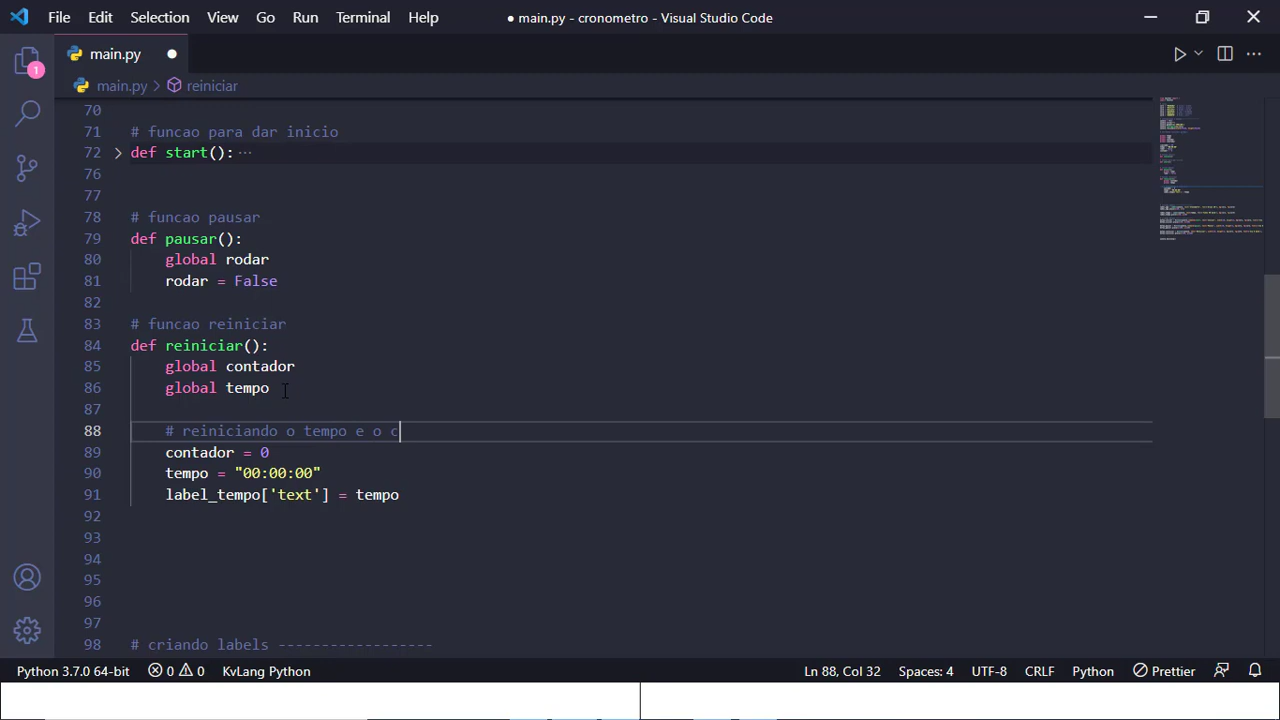 File Edit Selection View Go Run Terminal Help ● main.py - cronometro - Visual Studio Code
main.py ●
1
main.py > reiniciar
70
71 # funcao para dar inicio
72 > def start(): ⋯
76
77
78 # funcao pausar
79 def pausar():
80 global rodar
81 rodar = False
82
83 # funcao reiniciar
84 def reiniciar():
85 global contador
86 global tempo
87
88 # reiniciando o tempo e o c
89 contador = 0
90 tempo = "00:00:00"
91 label_tempo['text'] = tempo
92
93
94
95
96
97
98 # criando labels ------------------
Python 3.7.0 64-bit 0 0 KvLang Python Ln 88, Col 32 Spaces: 4 UTF-8 CRLF Python Prettier